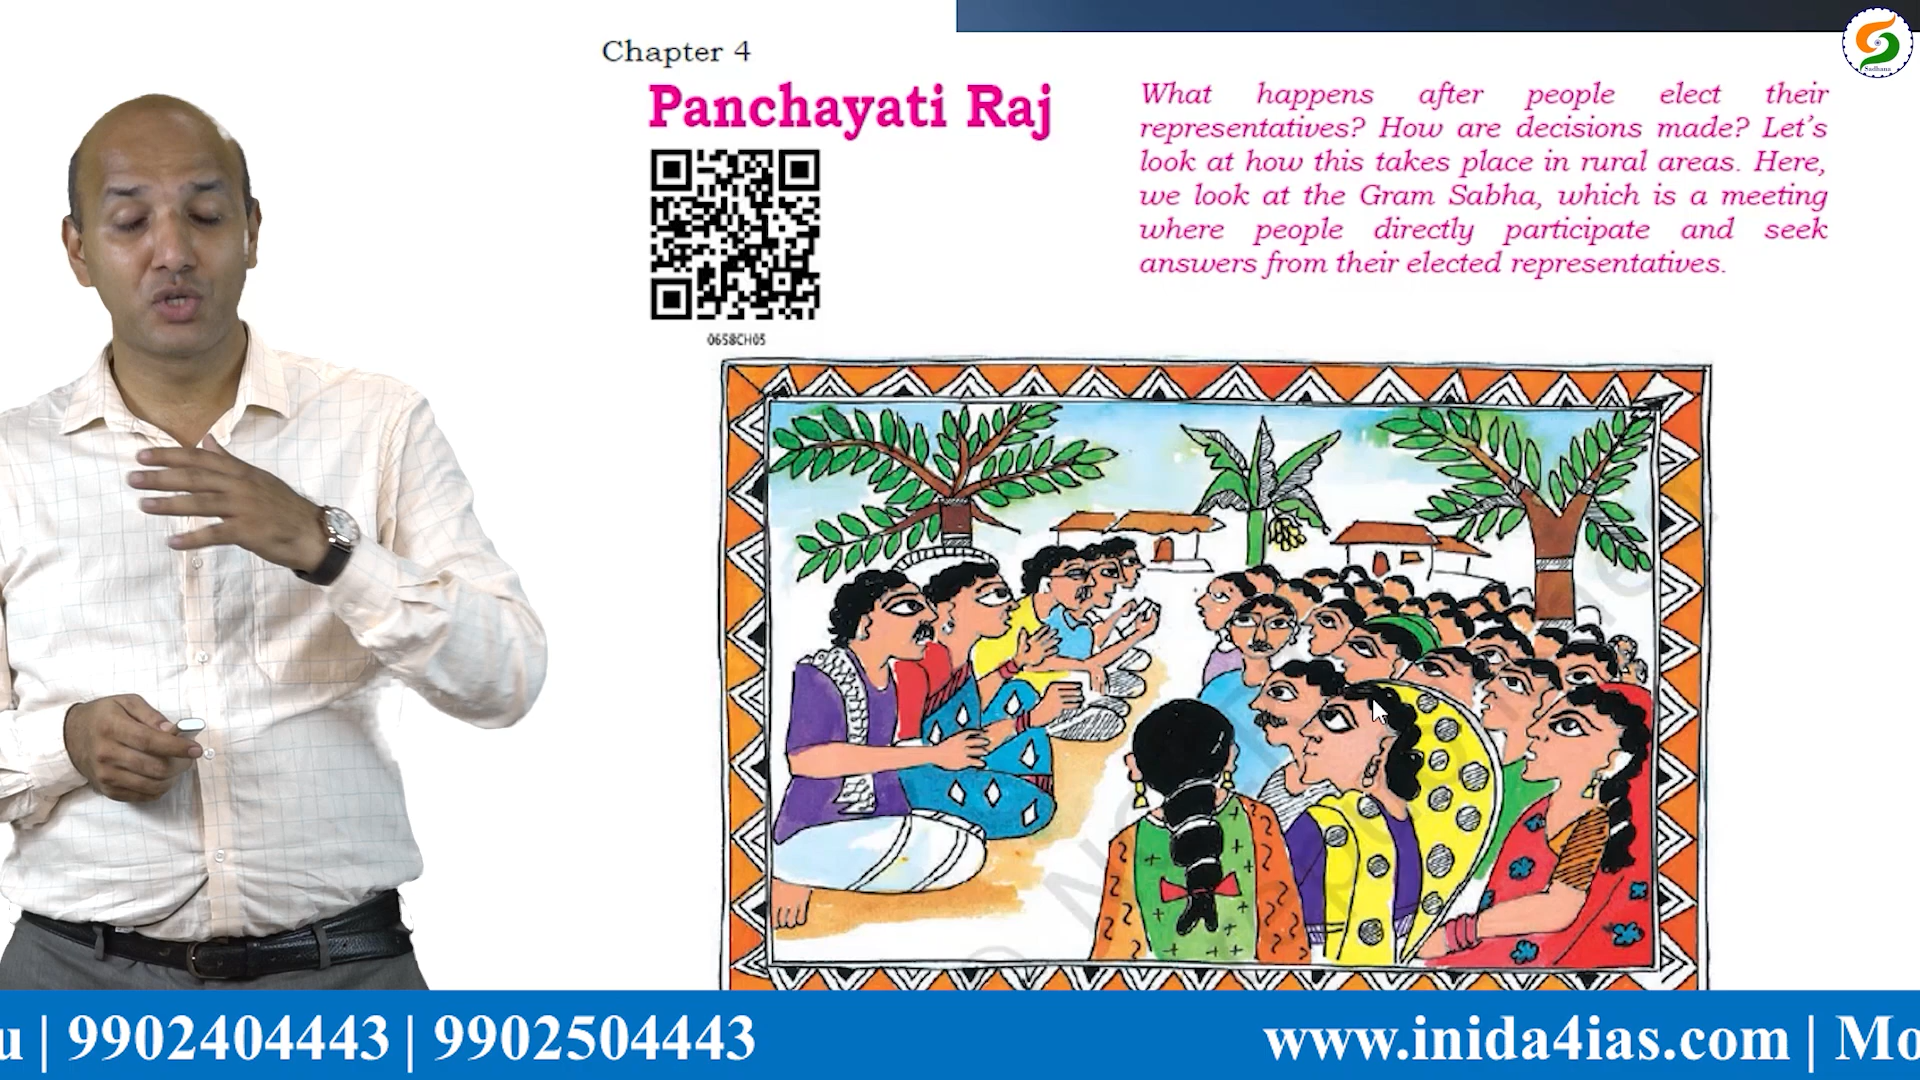 Chapter 4
Panchayati Raj
What happens after people elect their
representatives? How are decisions made? Let's
look at how this takes place in rural areas. Here,
we look at the Gram Sabha, which is a meeting
where people directly participate and seek
answers from their elected representatives.
0658CH05
Sadhana
u | 9902404443 | 9902504443
www.inida4ias.com | Mo